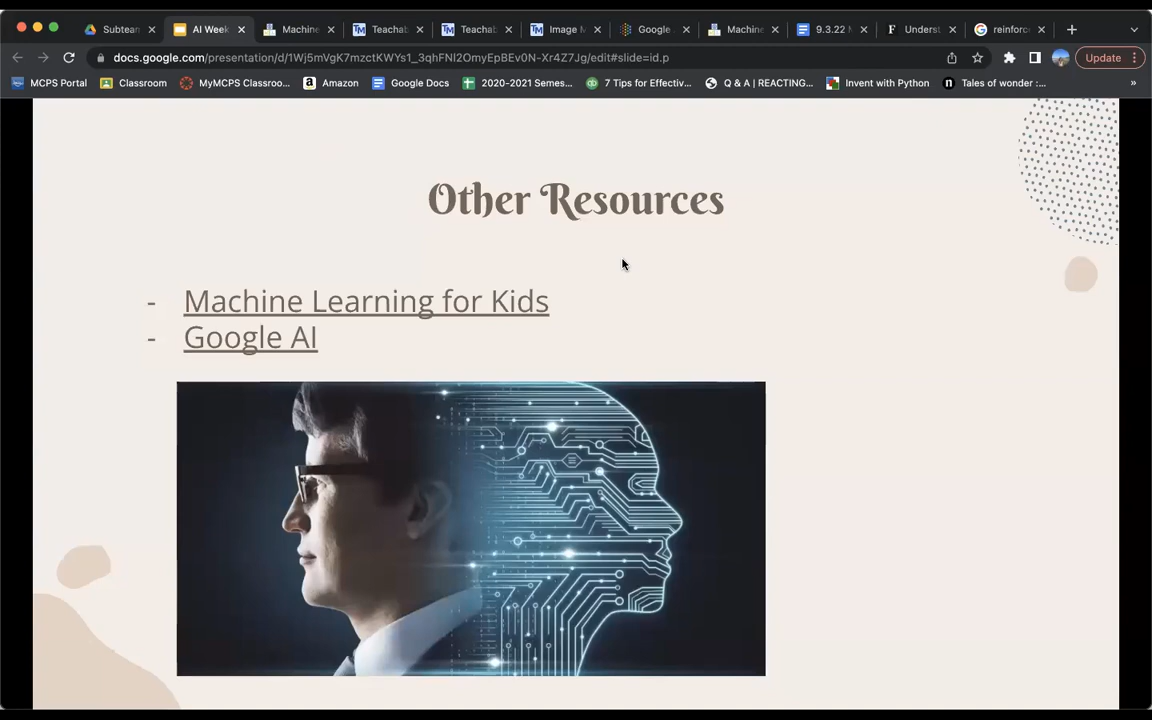 Subtear
AI Week
Machine
Teachab
Teachab
Image M
Google
Machine
9.3.22
Underst
reinforc
docs.google.com/presentation/d/1Wj5mVgK7mzctKWYs1_3qhFNI2OmyEpBEv0N-Xr4Z7Jg/edit#slide=id.p
Update
MCPS Portal
Classroom
MyMCPS Classroo...
Amazon
Google Docs
2020-2021 Semes...
7 Tips for Effectiv...
Q & A | REACTING...
Invent with Python
Tales of wonder :...
»
Other Resources
- Machine Learning for Kids
- Google AI